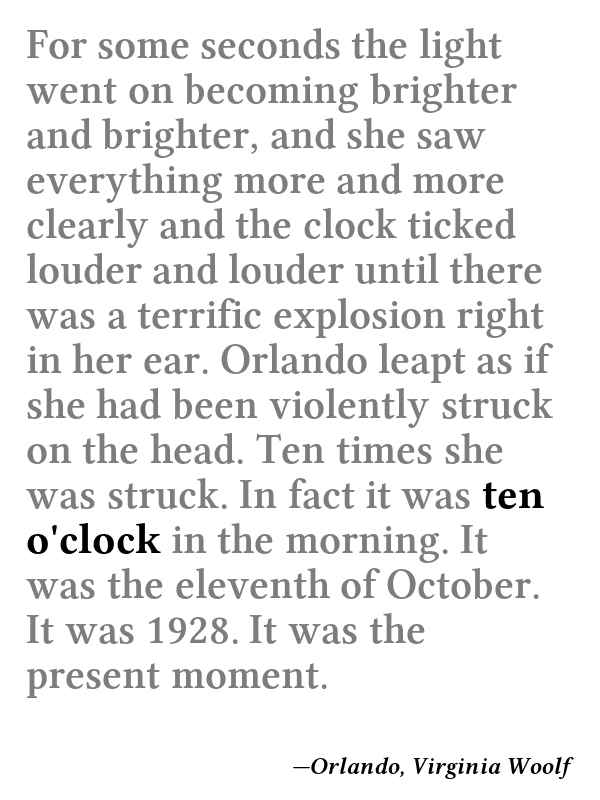 For some seconds the light
went on becoming brighter
and brighter, and she saw
everything more and more
clearly and the clock ticked
louder and louder until there
was a terrific explosion right
in her ear. Orlando leapt as if
she had been violently struck
on the head. Ten times she
was struck. In fact it was ten
o'clock in the morning. It
was the eleventh of October.
It was 1928. It was the
present moment.
—Orlando, Virginia Woolf